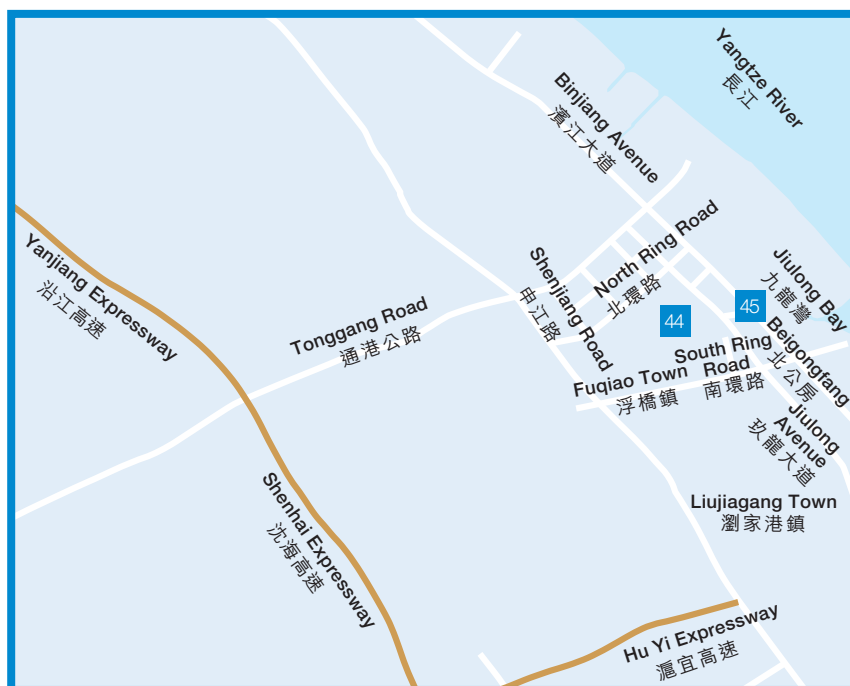 Yangtze River
長江
Binjiang Avenue
濱江大道
North Ring Road
北環路
Shenjiang Road
申江路
Yanjiang Expressway
沿江高速
Tonggang Road
通港公路
Jiulong Bay
九龍灣
45
44
Beigongfang
北公房
South Ring
Road
南環路
Fuqiao Town
浮橋鎮
Jiulong
Avenue
玖龍大道
Liujiagang Town
瀏家港鎮
Shenhai Expressway
沈海高速
Hu Yi Expressway
滬宜高速